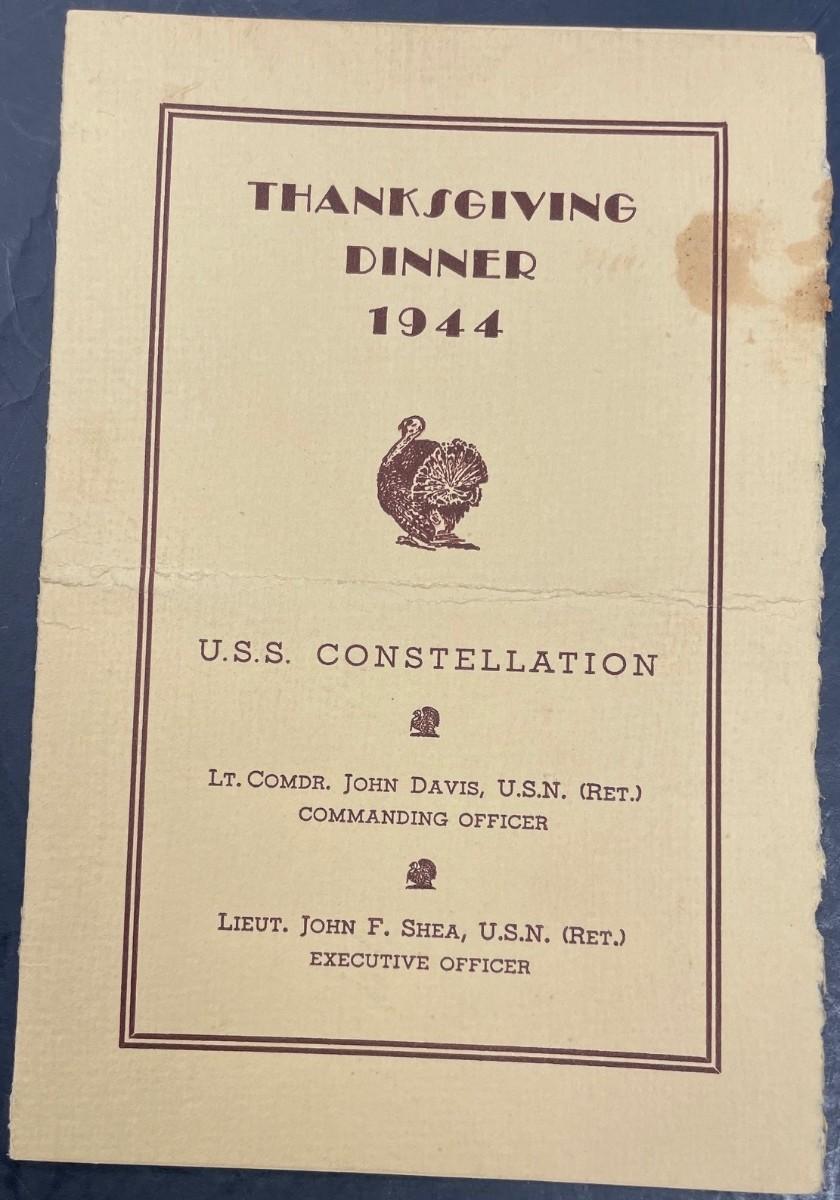 THANKSGIVING
DINNER
1944
U.S.S. CONSTELLATION
LT. COMDR. JOHN DAVIS, U.S.N. (RET.)
COMMANDING OFFICER
LIEUT. JOHN F. SHEA, U.S.N. (RET.)
EXECUTIVE OFFICER